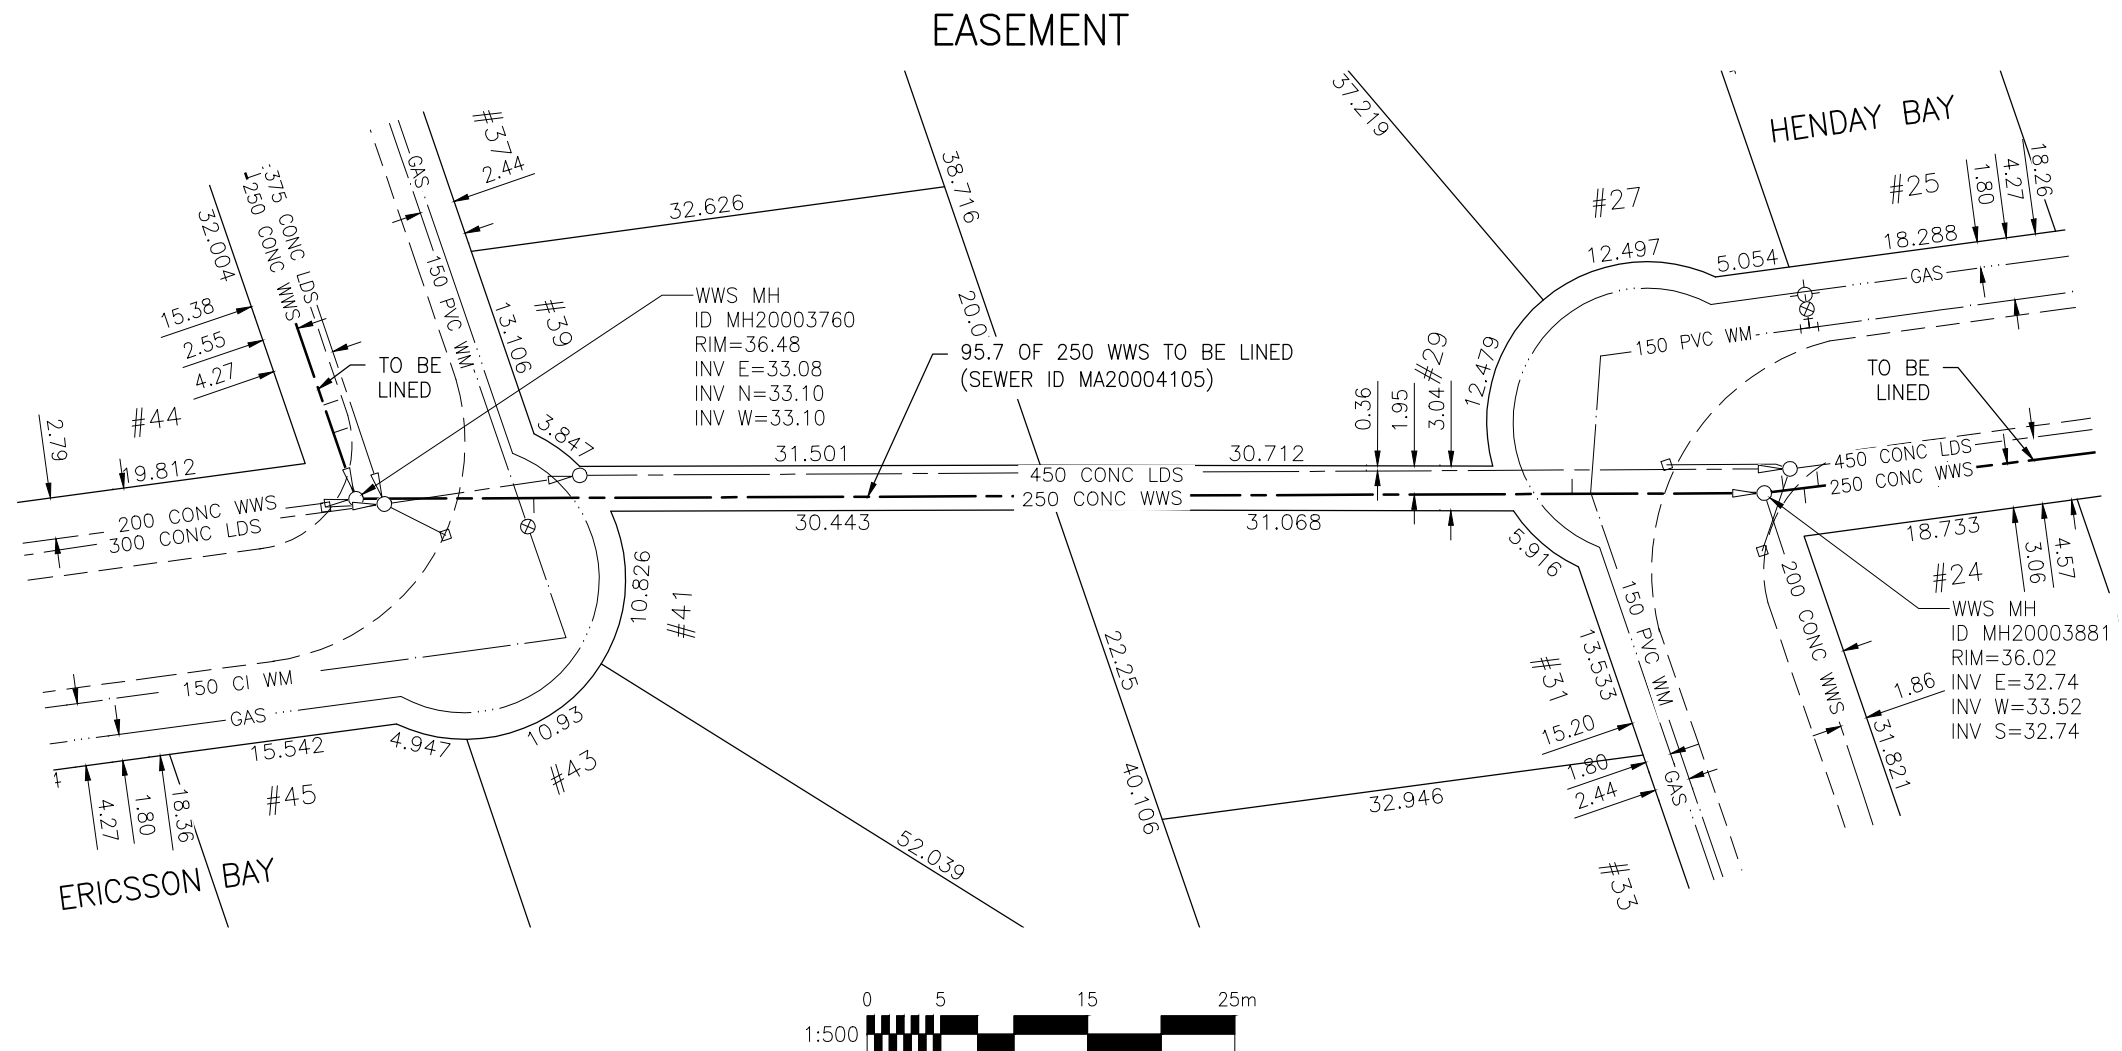 EASEMENT
HENDAY BAY
ERICSSON BAY
#37
2.44
GAS
150 PVC WM
375 CONC LDS
250 CONC WWS
32.004
15.38
2.55
4.27
#44
2.79
19.812
200 CONC WWS
300 CONC LDS
TO BE
LINED
13.106
#39
3.847
32.626
38.716
WWS MH
ID MH20003760
RIM=36.48
INV E=33.08
INV N=33.10
INV W=33.10
95.7 OF 250 WWS TO BE LINED
(SEWER ID MA20004105)
31.501
450 CONC LDS
250 CONC WWS
30.712
30.443
31.068
0.36
1.95
3.04
#29
12.479
37.219
#27
12.497
5.054
#25
18.288
1.80
4.27
18.26
GAS
150 PVC WM
TO BE
LINED
450 CONC LDS
250 CONC WWS
18.733
#24
3.06
4.57
WWS MH
ID MH20003881
RIM=36.02
INV E=32.74
INV W=33.52
INV S=32.74
200 CONC WWS
1.86
31.821
5.916
150 PVC WM
13.533
#31
15.20
1.80
2.44
GAS
#33
32.946
22.25
40.106
10.826
#41
52.039
10.93
#43
4.947
150 CI WM
GAS
15.542
#45
4.27
1.80
18.36
0 5 15 25m
1:500